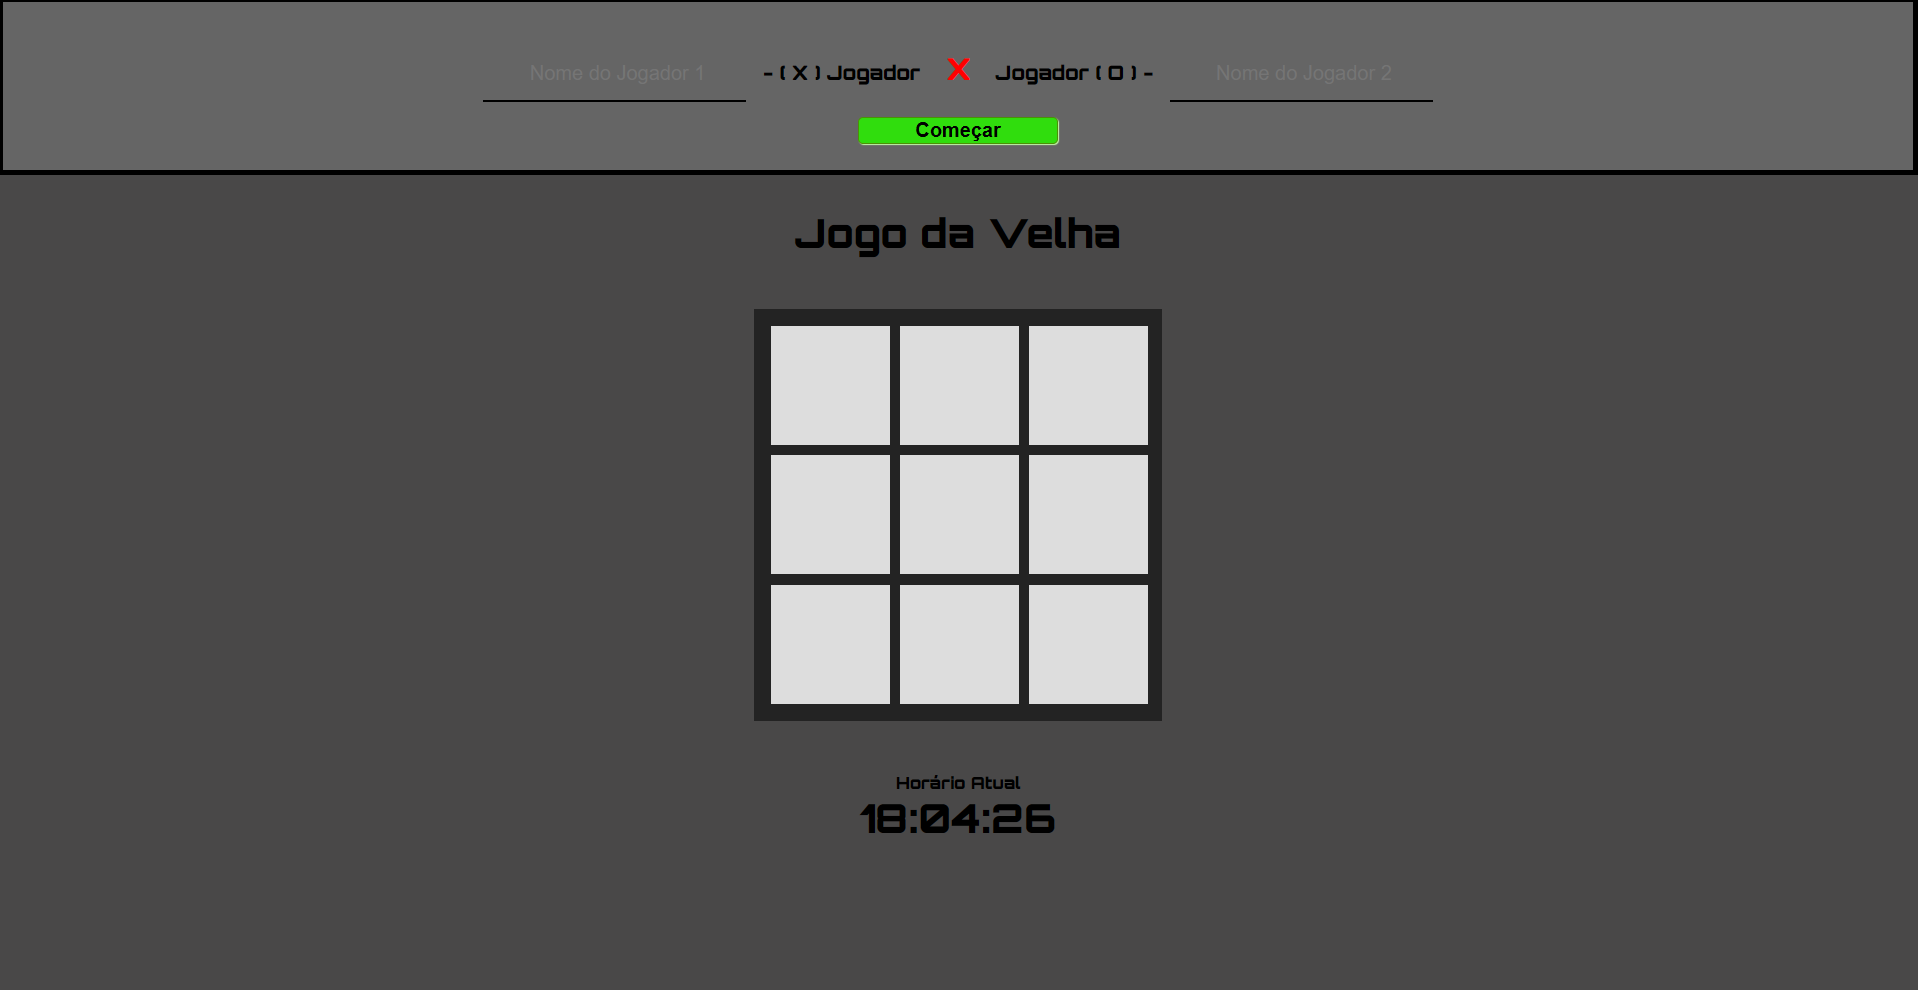 Nome do Jogador 1 - ( X ) Jogador X Jogador ( O ) - Nome do Jogador 2
Começar
Jogo da Velha
Horário Atual
18:04:26